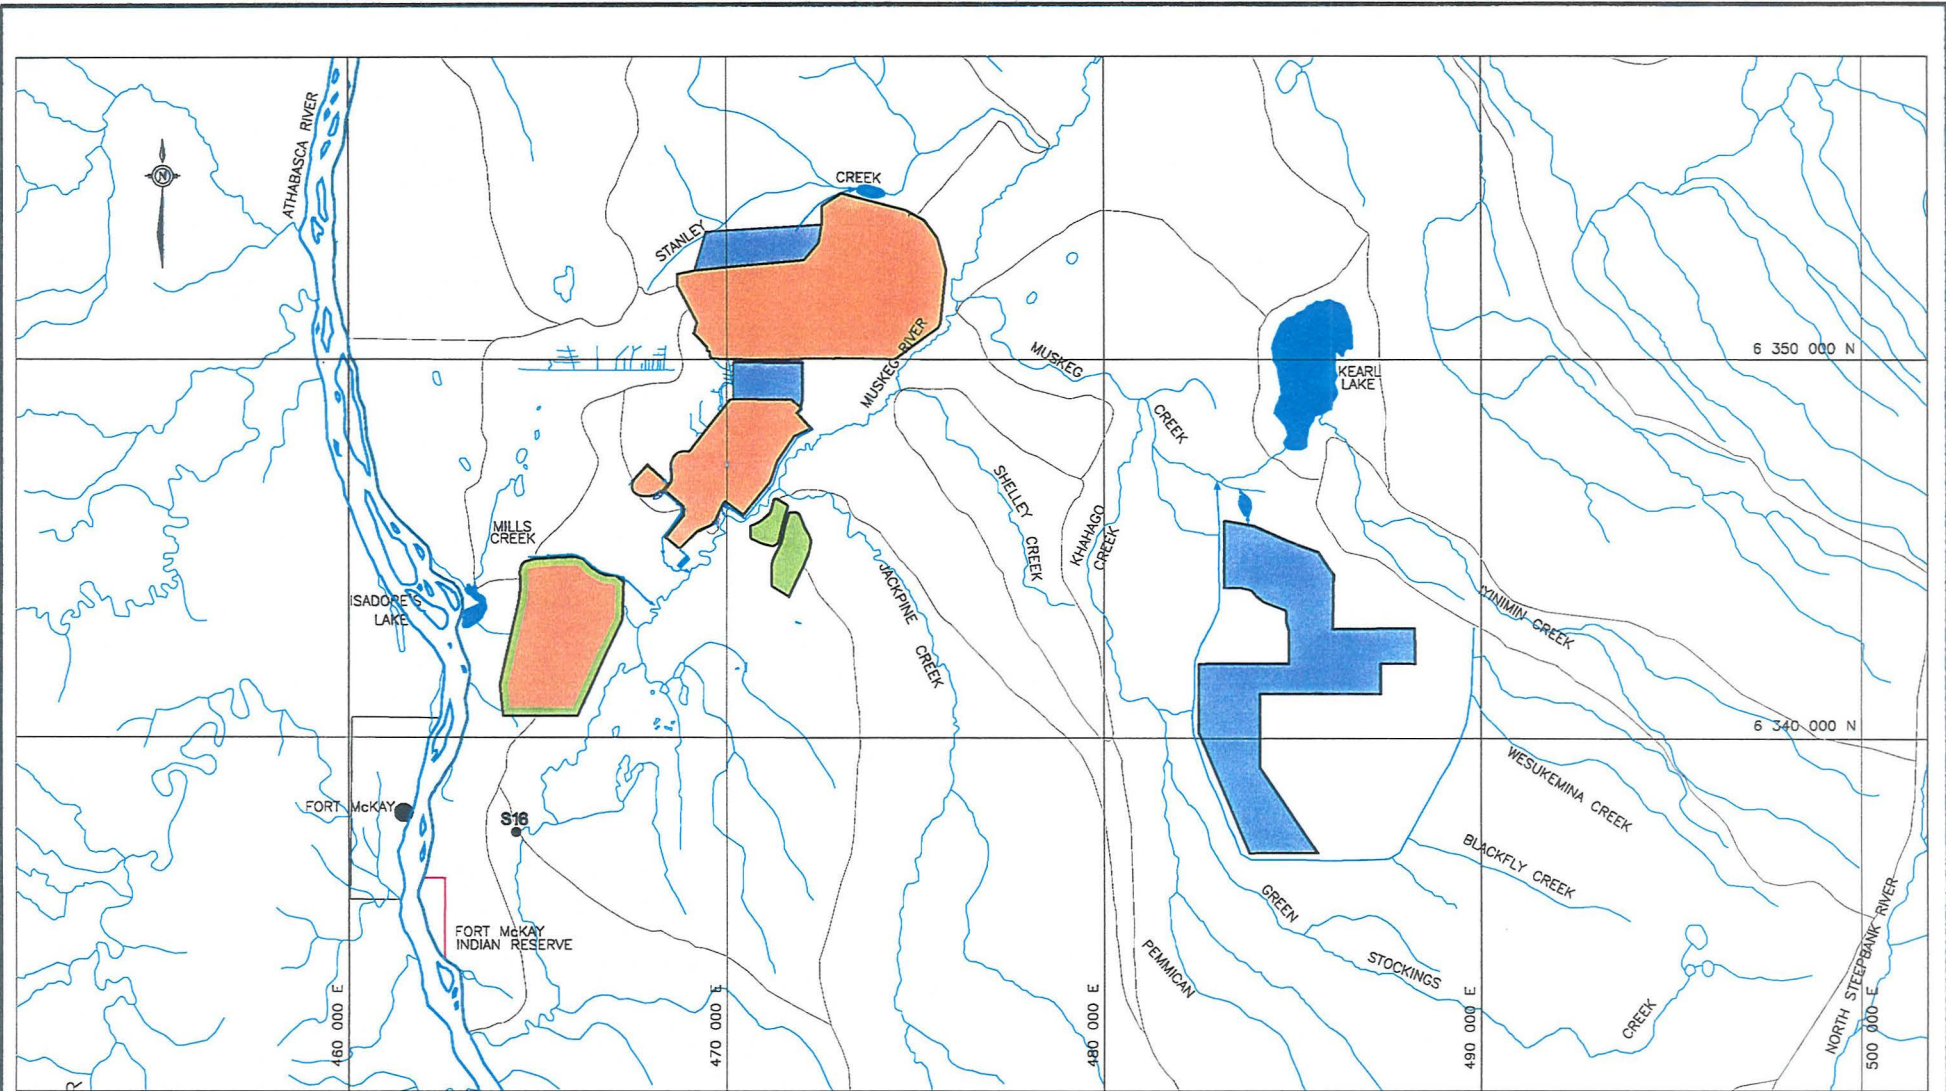 ATHABASCA RIVER
N
CREEK
STANLEY
MUSKEG RIVER
MUSKEG
CREEK
KEARL
LAKE
6 350 000 N
SHELLEY
CREEK
KHAHAGO
CREEK
MILLS
CREEK
ISADORE'S
LAKE
JACKPINE
CREEK
IYINIMIN CREEK
6 340 000 N
WESUKEMINA CREEK
FORT McKAY
S16
BLACKFLY CREEK
GREEN
STOCKINGS
CREEK
FORT McKAY
INDIAN RESERVE
PEMMICAN
NORTH STEEPBANK RIVER
460 000 E
470 000 E
480 000 E
490 000 E
500 000 E
R